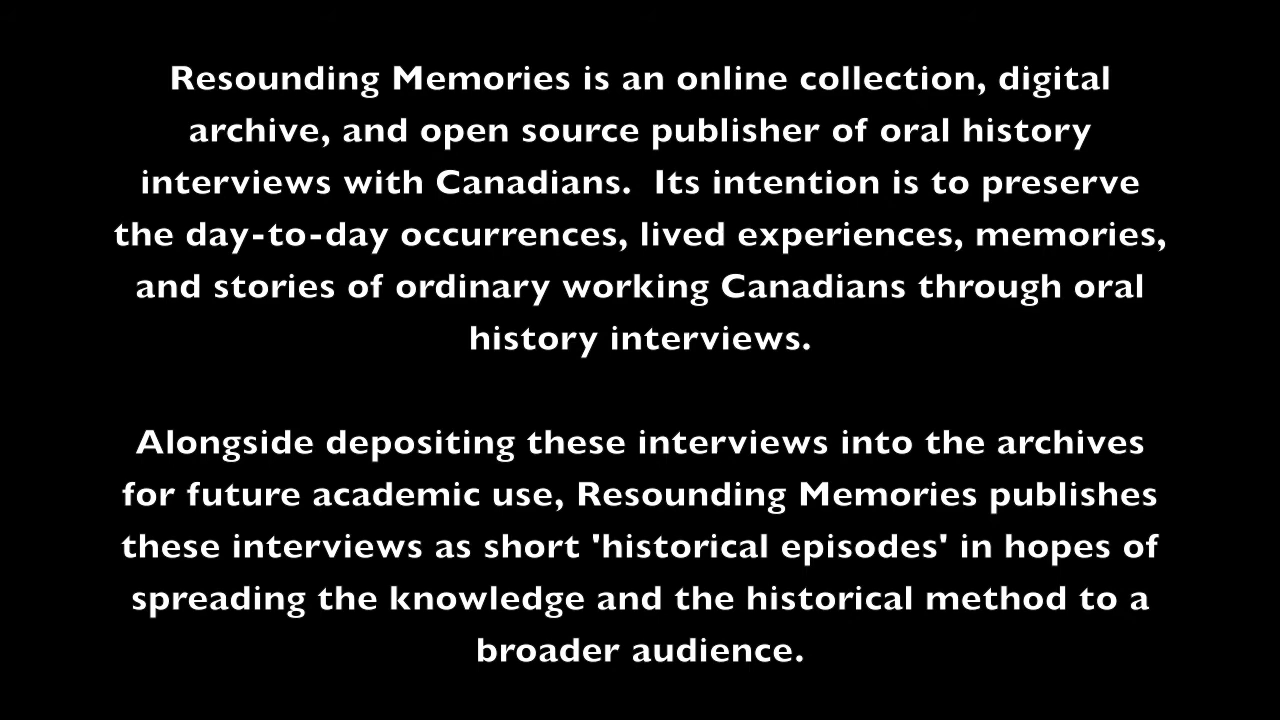 Resounding Memories is an online collection, digital
archive, and open source publisher of oral history
interviews with Canadians.  Its intention is to preserve
the day-to-day occurrences, lived experiences, memories,
and stories of ordinary working Canadians through oral
history interviews.
Alongside depositing these interviews into the archives
for future academic use, Resounding Memories publishes
these interviews as short 'historical episodes' in hopes of
spreading the knowledge and the historical method to a
broader audience.